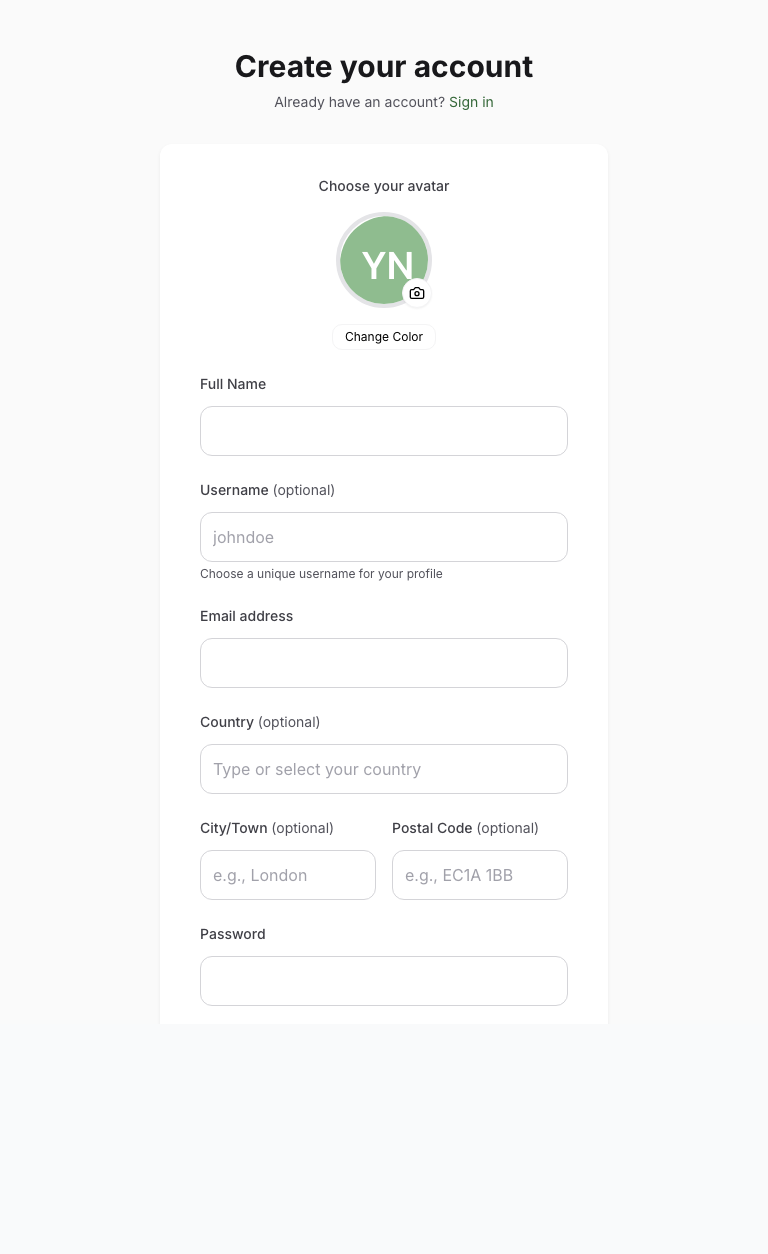 Create your account
Already have an account? Sign in
Choose your avatar
YN
Change Color
Full Name
Username (optional)
johndoe
Choose a unique username for your profile
Email address
Country (optional)
Type or select your country
City/Town (optional) Postal Code (optional)
e.g., London e.g., EC1A 1BB
Password